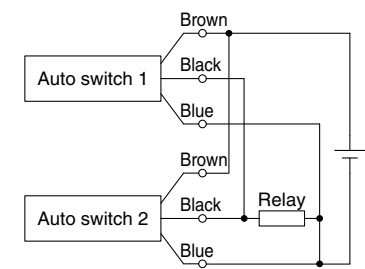 Brown
Auto switch 1
Black
Blue
Brown
Auto switch 2
Black
Relay
Blue